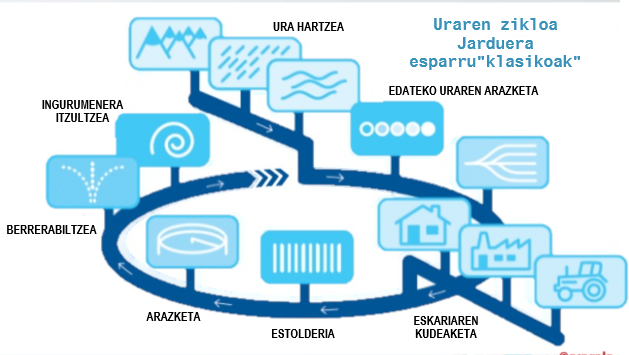 Uraren zikloa
Jarduera
esparru"klasikoak"
URA HARTZEA
EDATEKO URAREN ARAZKETA
INGURUMENERA
ITZULTZEA
BERRERABILTZEA
ARAZKETA
ESTOLDERIA
ESKARIAREN
KUDEAKETA